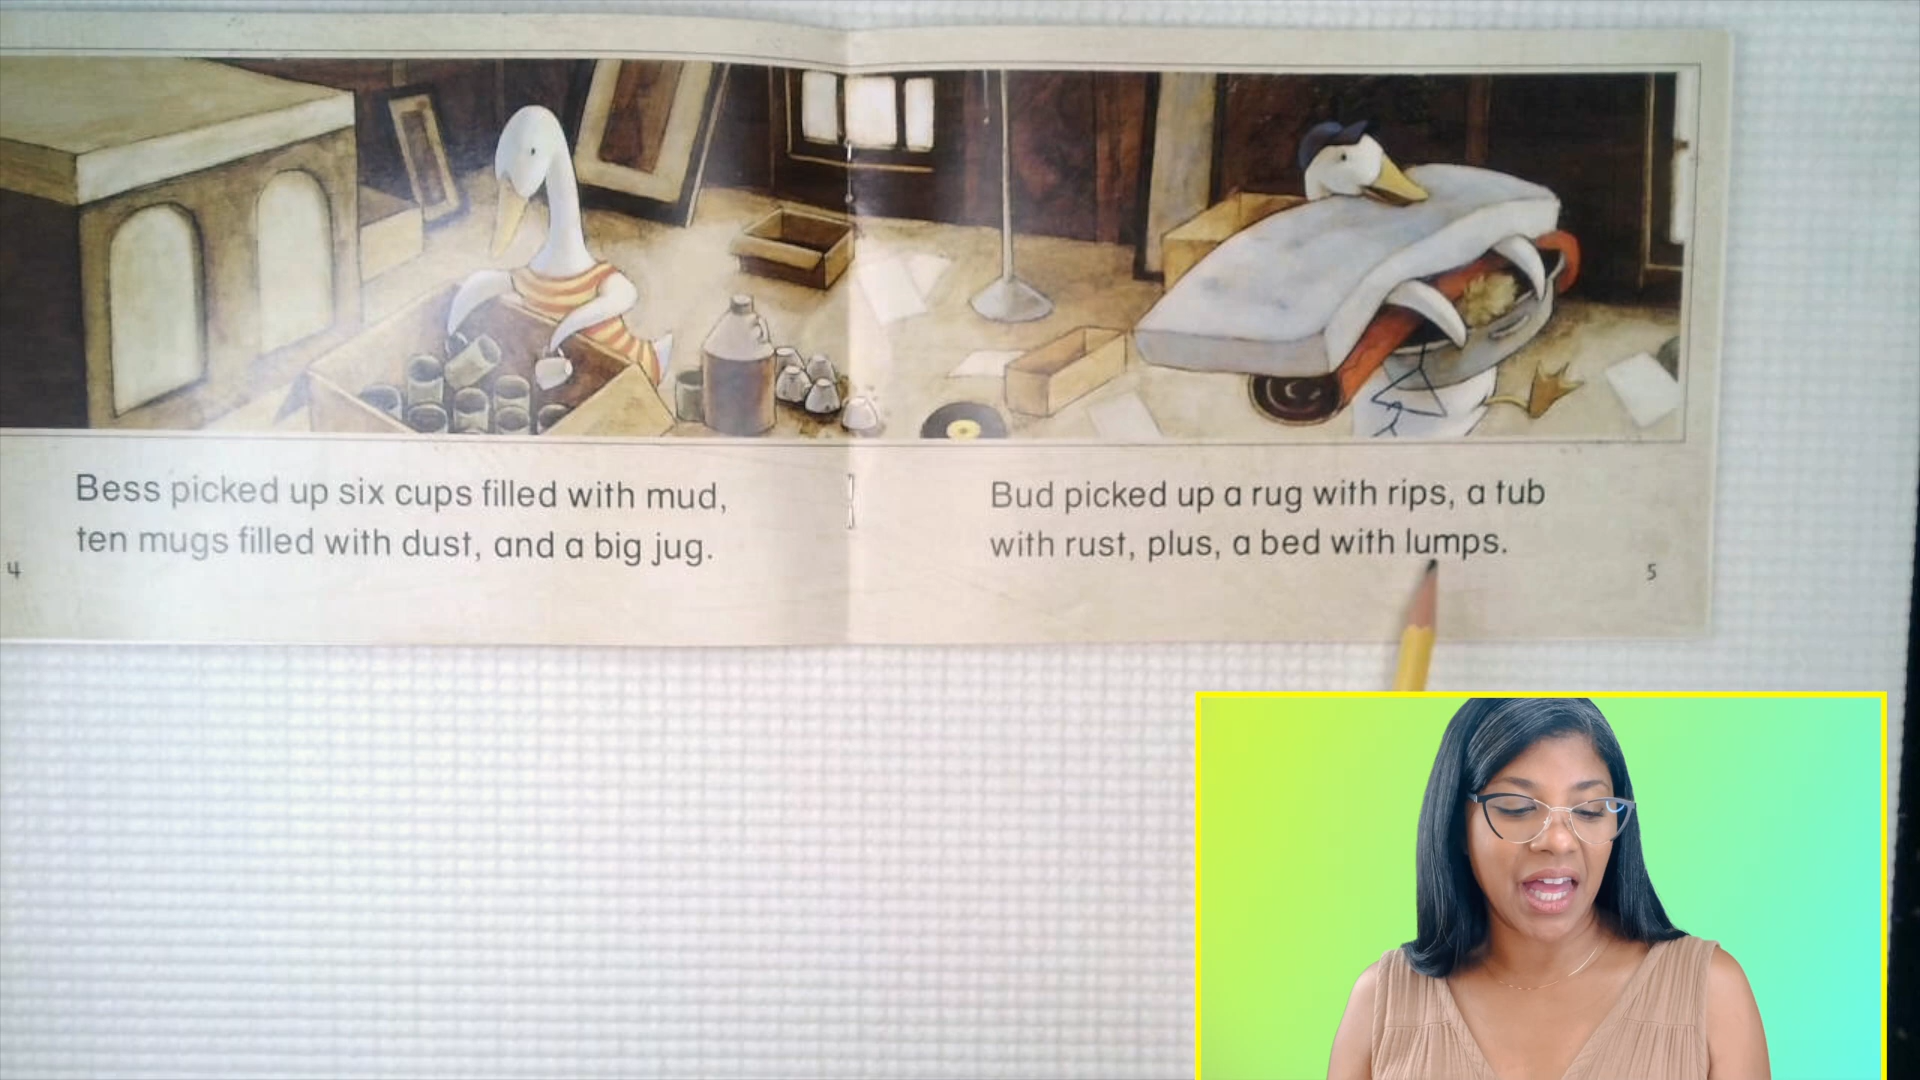 Bess picked up six cups filled with mud,
ten mugs filled with dust, and a big jug.
4
Bud picked up a rug with rips, a tub
with rust, plus, a bed with lumps.
5